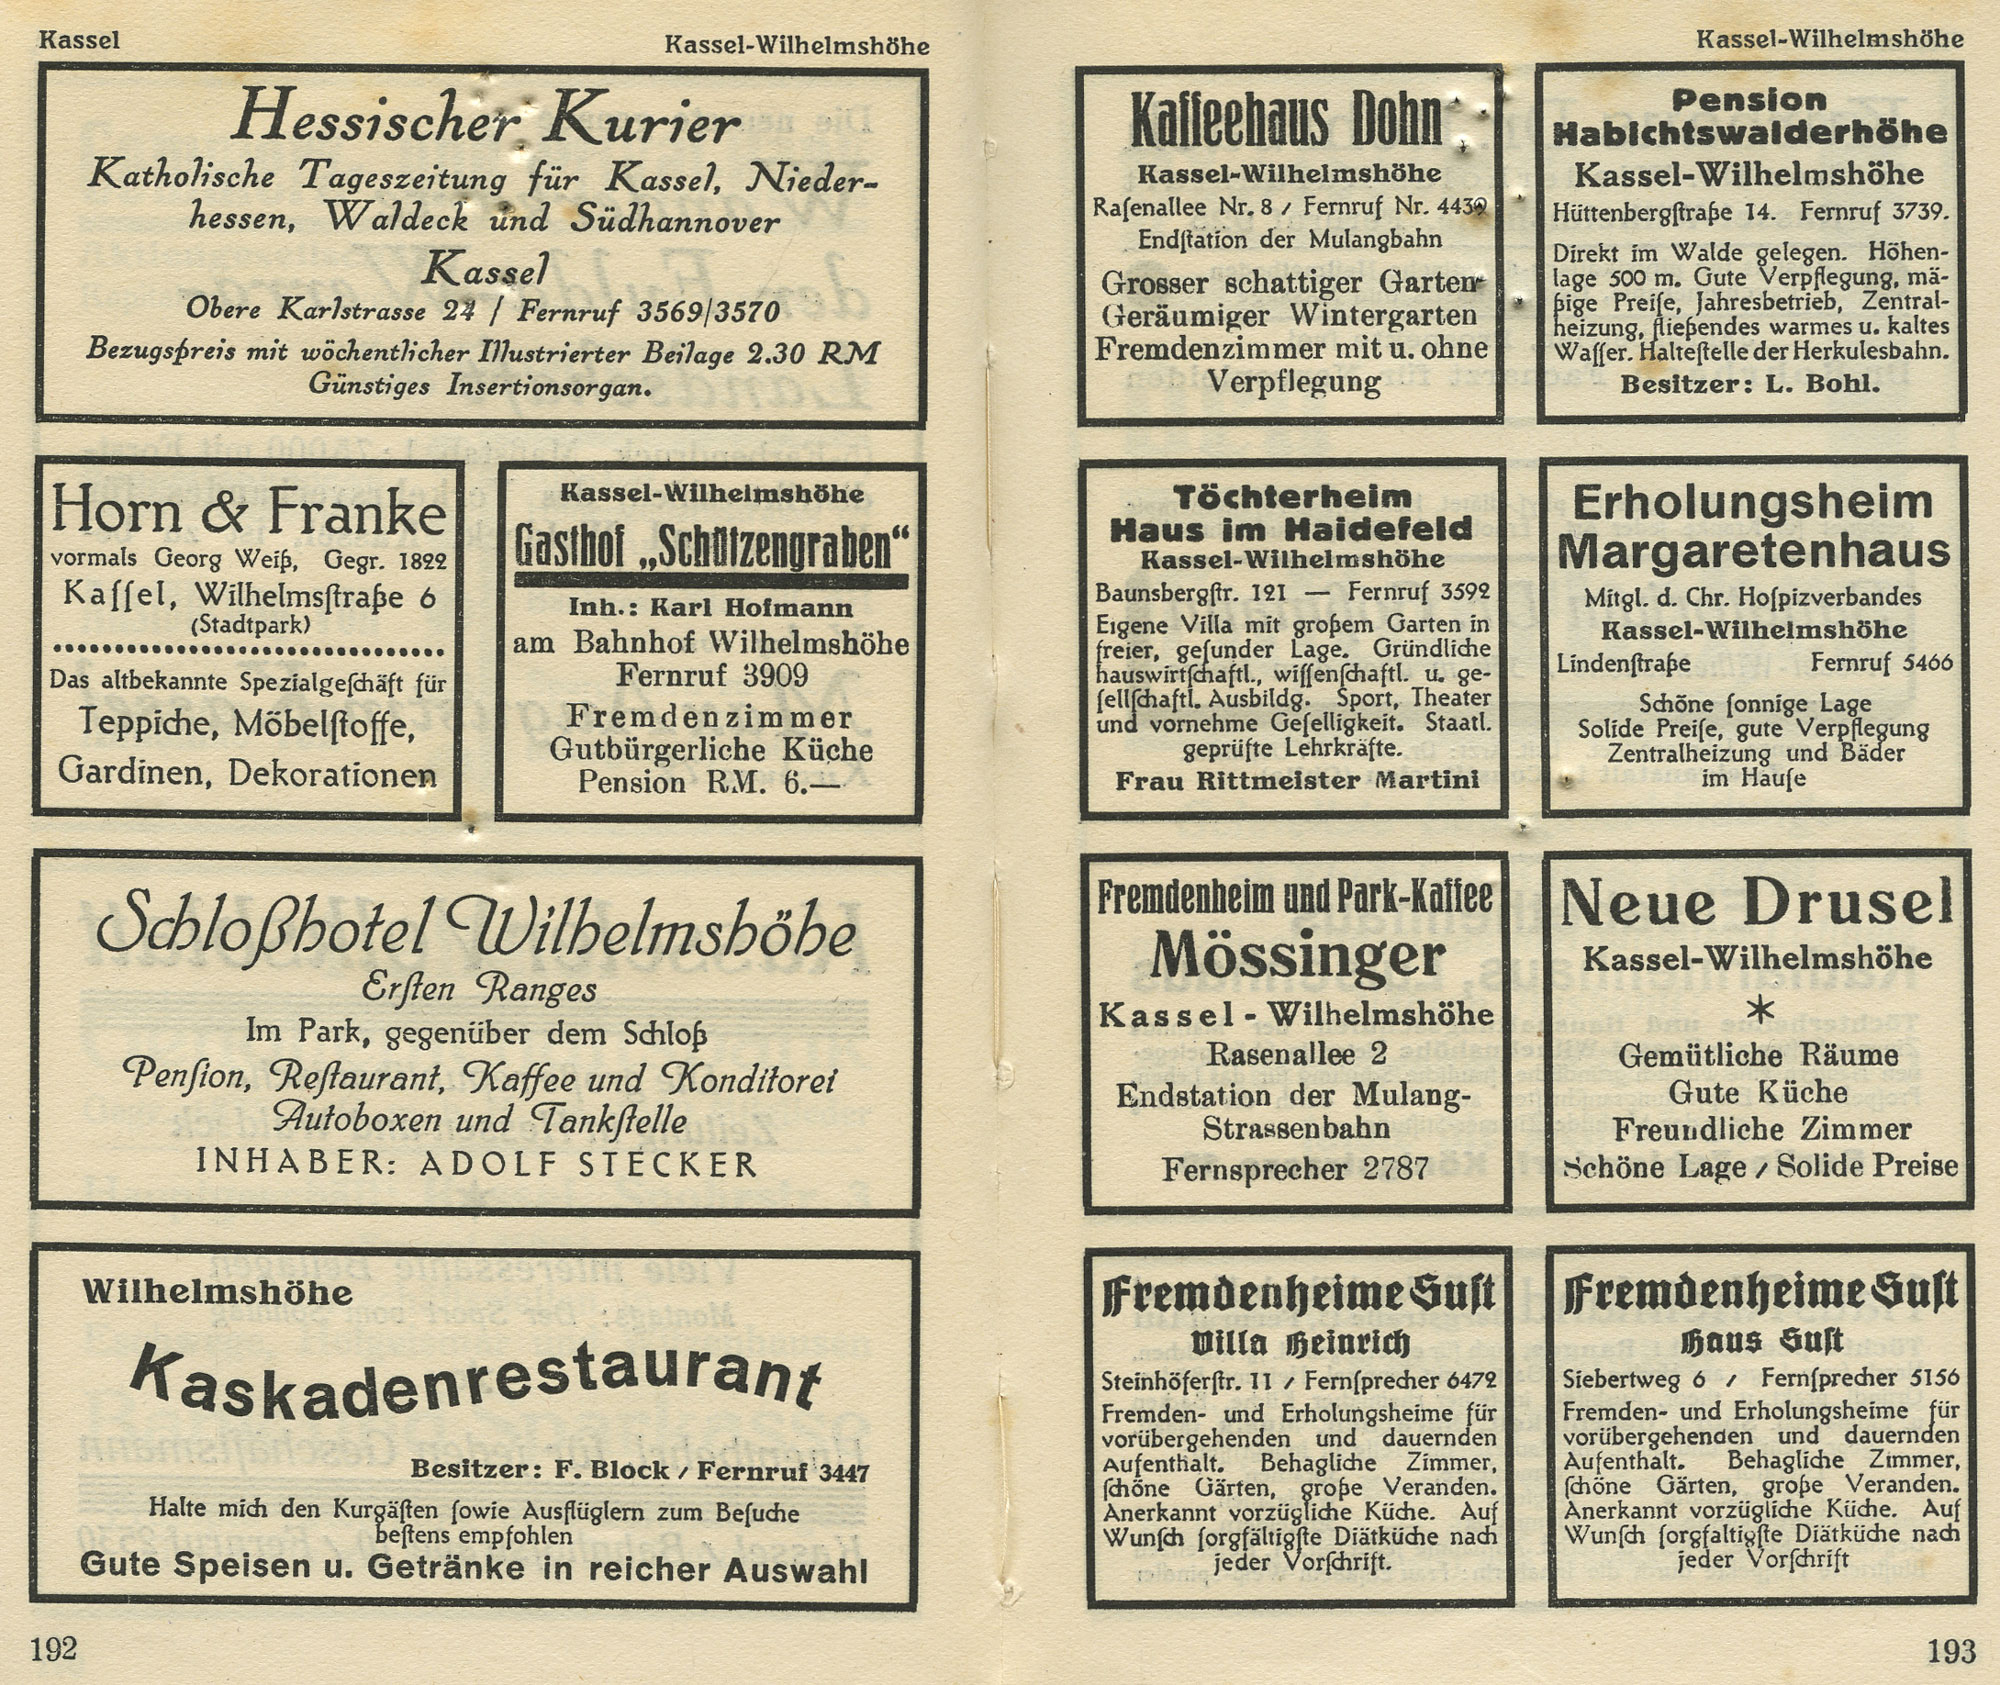 Kassel
Kassel-Wilhelmshöhe
Hessischer Kurier
Katholische Tageszeitung für Kassel, Nieder-
hessen, Waldeck und Südhannover
Kassel
Obere Karlstrasse 24 / Fernruf 3569/3570
Bezugspreis mit wöchentlicher Illustrierter Beilage 2.30 RM
Günstiges Insertionsorgan.
Horn & Franke
vormals Georg Weiß, Gegr. 1822
Kaſſel, Wilhelmsſtraße 6
(Stadtpark)
Das altbekannte Spezialgeſchäft für
Teppiche, Möbelſtoffe,
Gardinen, Dekorationen
Kassel-Wilhelmshöhe
Gasthof „Schützengraben“
Inh.: Karl Hofmann
am Bahnhof Wilhelmshöhe
Fernruf 3909
Fremdenzimmer
Gutbürgerliche Küche
Pension RM. 6.—
Schloßhotel Wilhelmshöhe
Erſten Ranges
Im Park, gegenüber dem Schloß
Penſion, Reſtaurant, Kaffee und Konditorei
Autoboxen und Tankſtelle
INHABER: ADOLF STECKER
Wilhelmshöhe
Kaskadenrestaurant
Besitzer: F. Block / Fernruf 3447
Halte mich den Kurgäſten ſowie Ausflüglern zum Beſuche
beſtens empfohlen
Gute Speisen u. Getränke in reicher Auswahl
192
Kassel-Wilhelmshöhe
Kaffeehaus Dohn
Kassel-Wilhelmshöhe
Raſenallee Nr. 8 / Fernruf Nr. 4439
Endſtation der Mulangbahn
Grosser schattiger Garten
Geräumiger Wintergarten
Fremdenzimmer mit u. ohne
Verpflegung
Pension
Habichtswalderhöhe
Kassel-Wilhelmshöhe
Hüttenbergſtraße 14. Fernruf 3739.
Direkt im Walde gelegen. Höhen-
lage 500 m. Gute Verpflegung, mä-
ßige Preiſe, Jahresbetrieb, Zentral-
heizung, fließendes warmes u. kaltes
Waſſer. Halteſtelle der Herkulesbahn.
Besitzer: L. Bohl.
Töchterheim
Haus im Haidefeld
Kassel-Wilhelmshöhe
Baunsbergſtr. 121 — Fernruf 3592
Eigene Villa mit großem Garten in
freier, geſunder Lage. Gründliche
hauswirtſchaftl., wiſſenſchaftl. u. ge-
ſellſchaftl. Ausbildg. Sport, Theater
und vornehme Geſelligkeit. Staatl.
geprüfte Lehrkräfte.
Frau Rittmeister Martini
Erholungsheim
Margaretenhaus
Mitgl. d. Chr. Hoſpizverbandes
Kassel-Wilhelmshöhe
Lindenſtraße Fernruf 5466
Schöne ſonnige Lage
Solide Preiſe, gute Verpflegung
Zentralheizung und Bäder
im Hauſe
Fremdenheim und Park-Kaffee
Mössinger
Kassel-Wilhelmshöhe
Rasenallee 2
Endstation der Mulang-
Strassenbahn
Fernsprecher 2787
Neue Drusel
Kassel-Wilhelmshöhe
*
Gemütliche Räume
Gute Küche
Freundliche Zimmer
Schöne Lage / Solide Preise
Fremdenheime Suſt
Villa Heinrich
Steinhöferſtr. 11 / Fernſprecher 6472
Fremden- und Erholungsheime für
vorübergehenden und dauernden
Aufenthalt. Behagliche Zimmer,
ſchöne Gärten, große Veranden.
Anerkannt vorzügliche Küche. Auf
Wunſch ſorgfältigſte Diätküche nach
jeder Vorſchrift.
Fremdenheime Suſt
Haus Suſt
Siebertweg 6 / Fernſprecher 5156
Fremden- und Erholungsheime für
vorübergehenden und dauernden
Aufenthalt. Behagliche Zimmer,
ſchöne Gärten, große Veranden.
Anerkannt vorzügliche Küche. Auf
Wunſch ſorgfältigſte Diätküche nach
jeder Vorſchrift
193